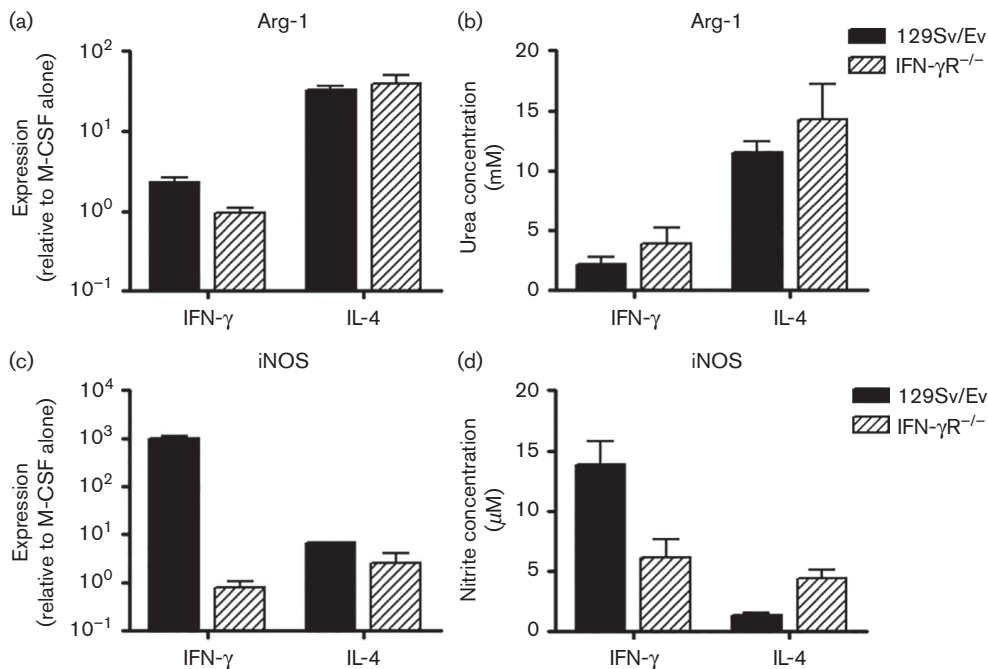 (a)
Arg-1
Expression
(relative to M-CSF alone)
10²
10¹
10⁰
10⁻¹
IFN-γ
IL-4
(b)
Arg-1
129Sv/Ev
IFN-γR⁻/⁻
Urea concentration
(mM)
20
15
10
5
0
IFN-γ
IL-4
(c)
iNOS
Expression
(relative to M-CSF alone)
10⁴
10³
10²
10¹
10⁰
10⁻¹
IFN-γ
IL-4
(d)
iNOS
129Sv/Ev
IFN-γR⁻/⁻
Nitrite concentration
(μM)
20
15
10
5
0
IFN-γ
IL-4